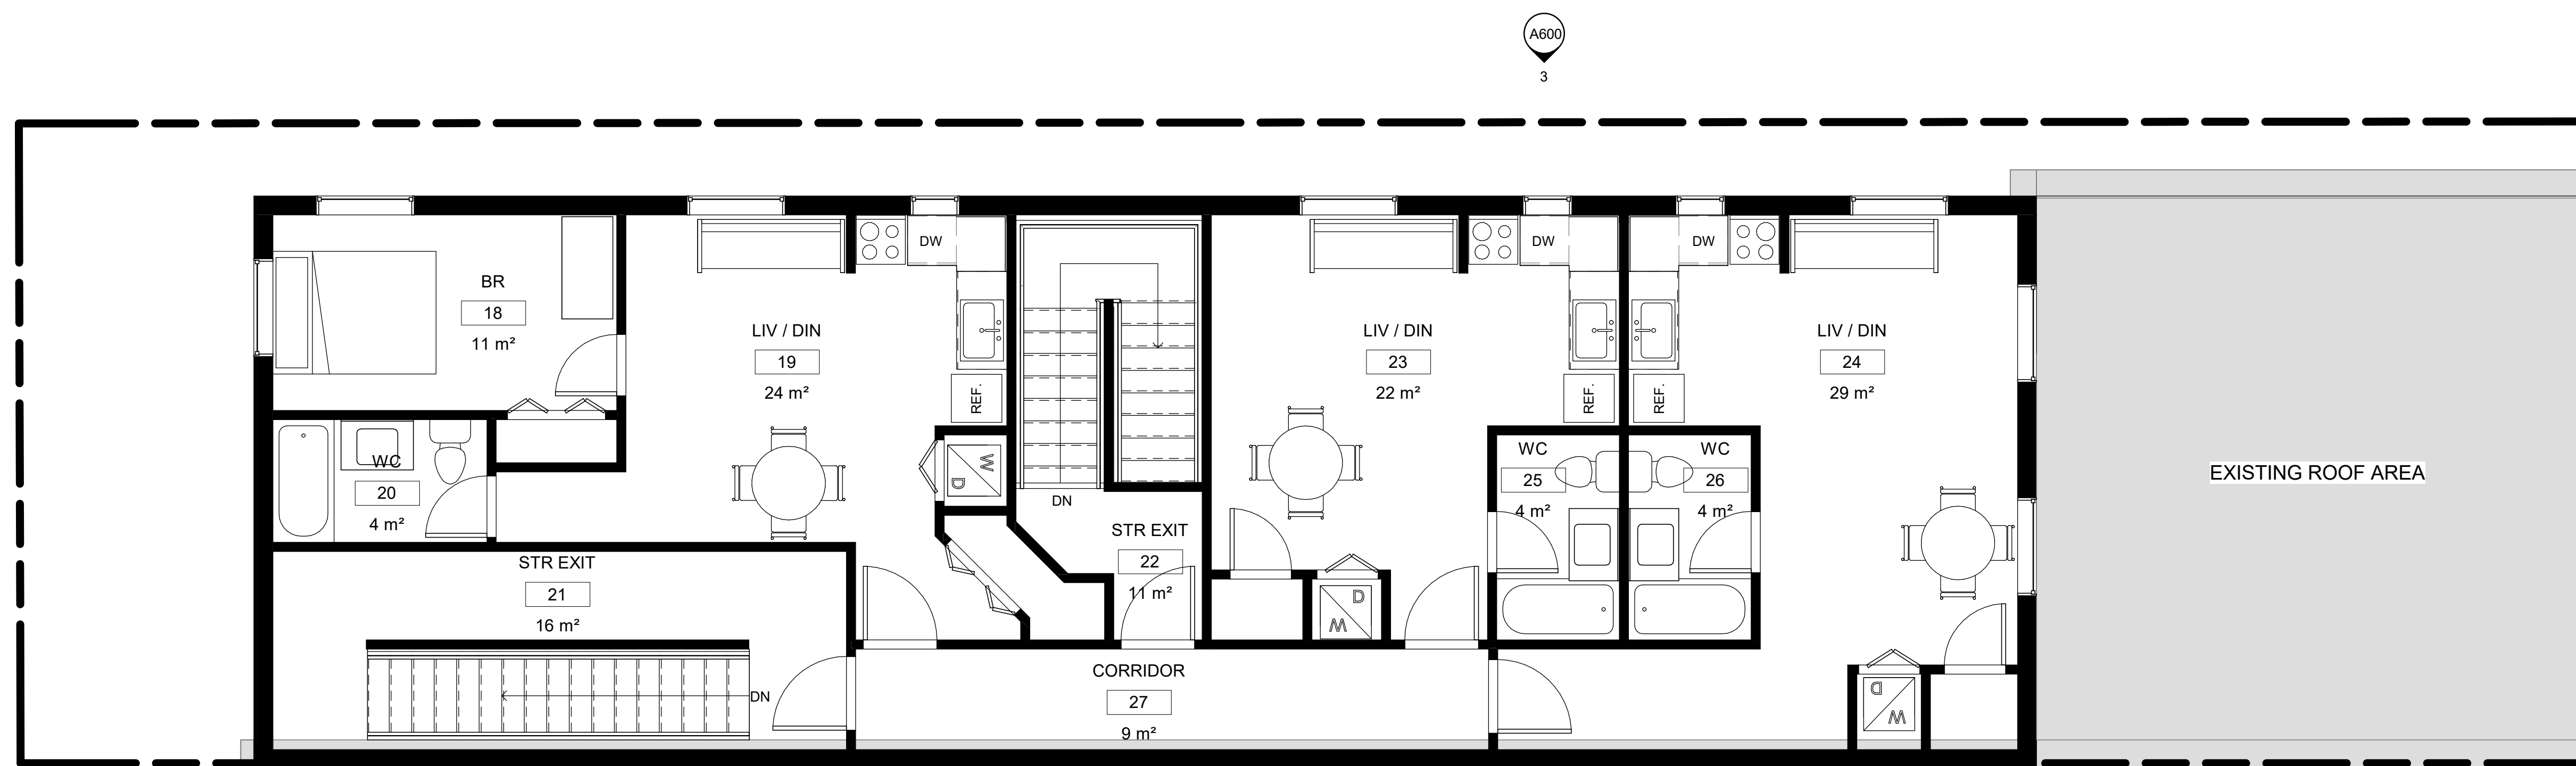 A600
3
DW
DW
DW
BR
18
11 m²
LIV / DIN
19
24 m²
REF.
LIV / DIN
23
22 m²
REF.
REF.
LIV / DIN
24
29 m²
WC
20
4 m²
W
D
DN
STR EXIT
22
11 m²
WC
25
4 m²
WC
26
4 m²
EXISTING ROOF AREA
STR EXIT
21
16 m²
DN
D
W
CORRIDOR
27
9 m²
D
W